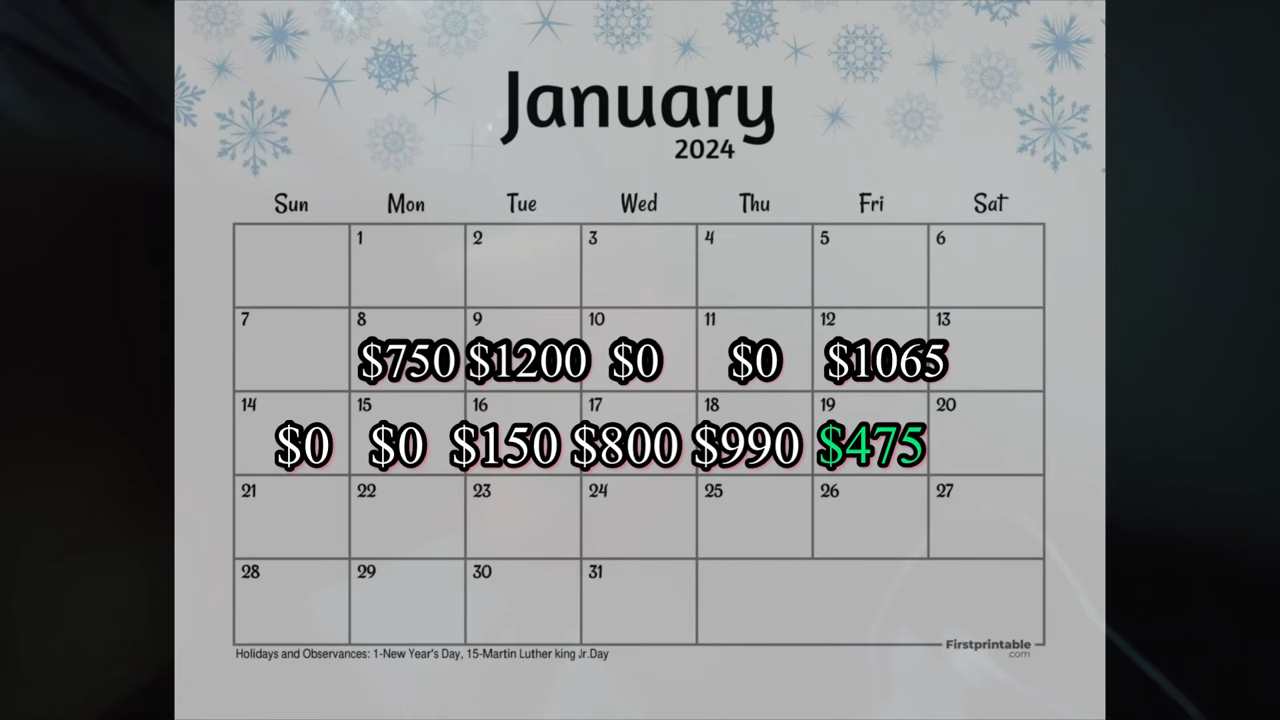 January
2024
Sun Mon Tue Wed Thu Fri Sat
1 2 3 4 5 6
7 8 9 10 11 12 13
$750 $1200 $0 $0 $1065
14 15 16 17 18 19 20
$0 $0 $150 $800 $990 $475
21 22 23 24 25 26 27
28 29 30 31
Firstprintable
.com
Holidays and Observances: 1-New Year's Day, 15-Martin Luther king Jr.Day